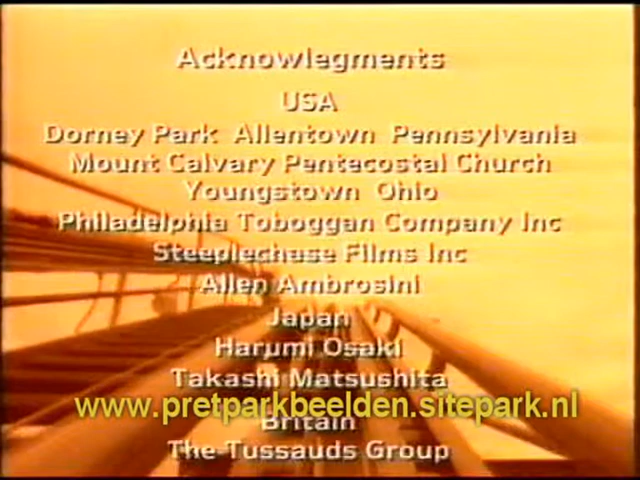 Acknowlegments
USA
Dorney Park Allentown Pennsylvania
Mount Calvary Pentecostal Church
Youngstown Ohio
Philadelphia Toboggan Company Inc
Steeplechase Films Inc
Allen Ambrosini
Japan
Harumi Osaki
Takashi Matsushita
www.pretparkbeelden.sitepark.nl
Britain
The Tussauds Group